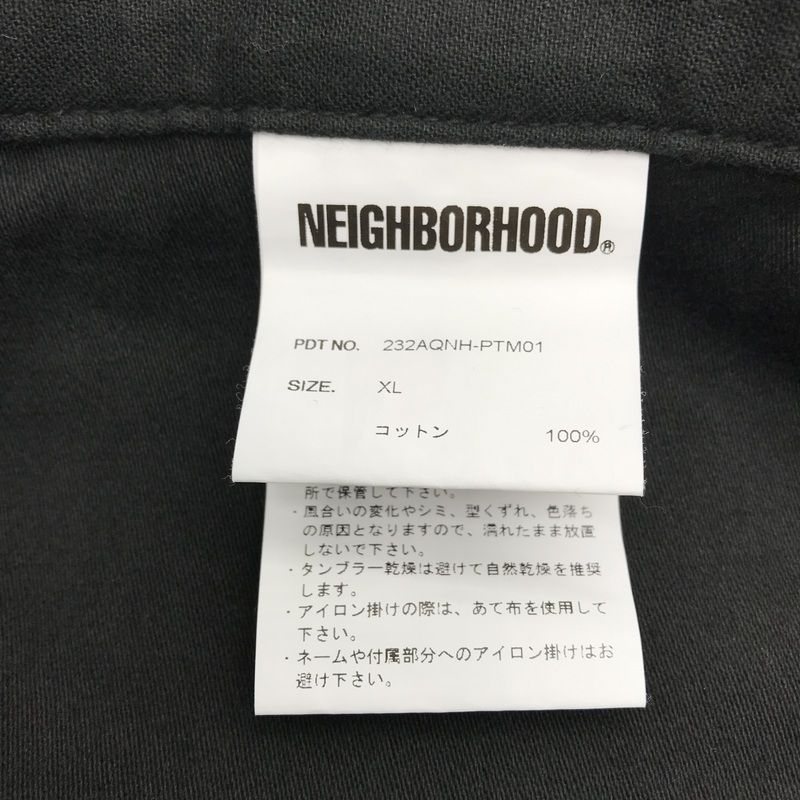 NEIGHBORHOOD®
PDT NO. 232AQNH-PTM01
SIZE. XL
コットン 100%
所で保管して下さい。
・風合いの変化やシミ、型くずれ、色落ち
の原因となりますので、濡れたまま放置
しないで下さい。
・タンブラー乾燥は避けて自然乾燥を推奨
します。
・アイロン掛けの際は、あて布を使用して
下さい。
・ネームや付属部分へのアイロン掛けはお
避け下さい。